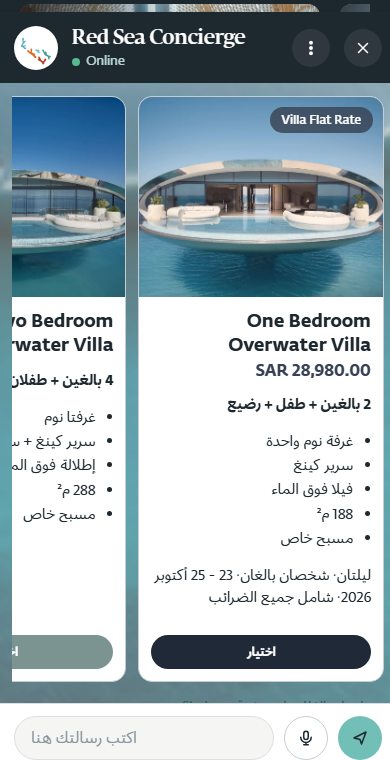 Red Sea Concierge
Online
Villa Flat Rate
One Bedroom
Overwater Villa
SAR 28,980.00
2 بالغين + طفل + رضيع
غرفة نوم واحدة
سرير كينغ
فيلا فوق الماء
188 م²
مسبح خاص
ليلتان· شخصان بالغان· 23 - 25 أكتوبر
2026· شامل جميع الضرائب
اختيار
Bedroom
Villa
4 بالغين + طفلان
غرفتا نوم
سرير كينغ +
إطلالة فوق
288 م²
مسبح خاص
اكتب رسالتك هنا